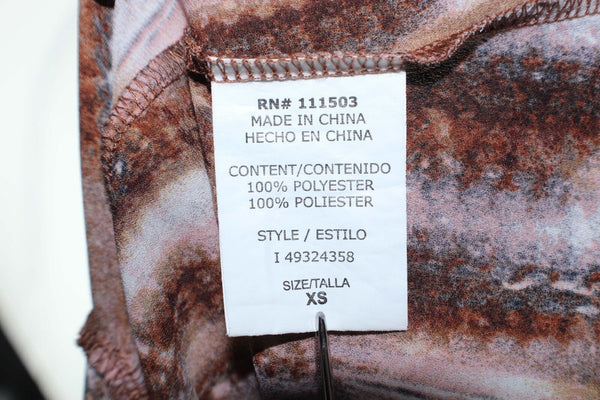 RN# 111503
MADE IN CHINA
HECHO EN CHINA
CONTENT/CONTENIDO
100% POLYESTER
100% POLIESTER
STYLE / ESTILO
I 49324358
SIZE/TALLA
XS